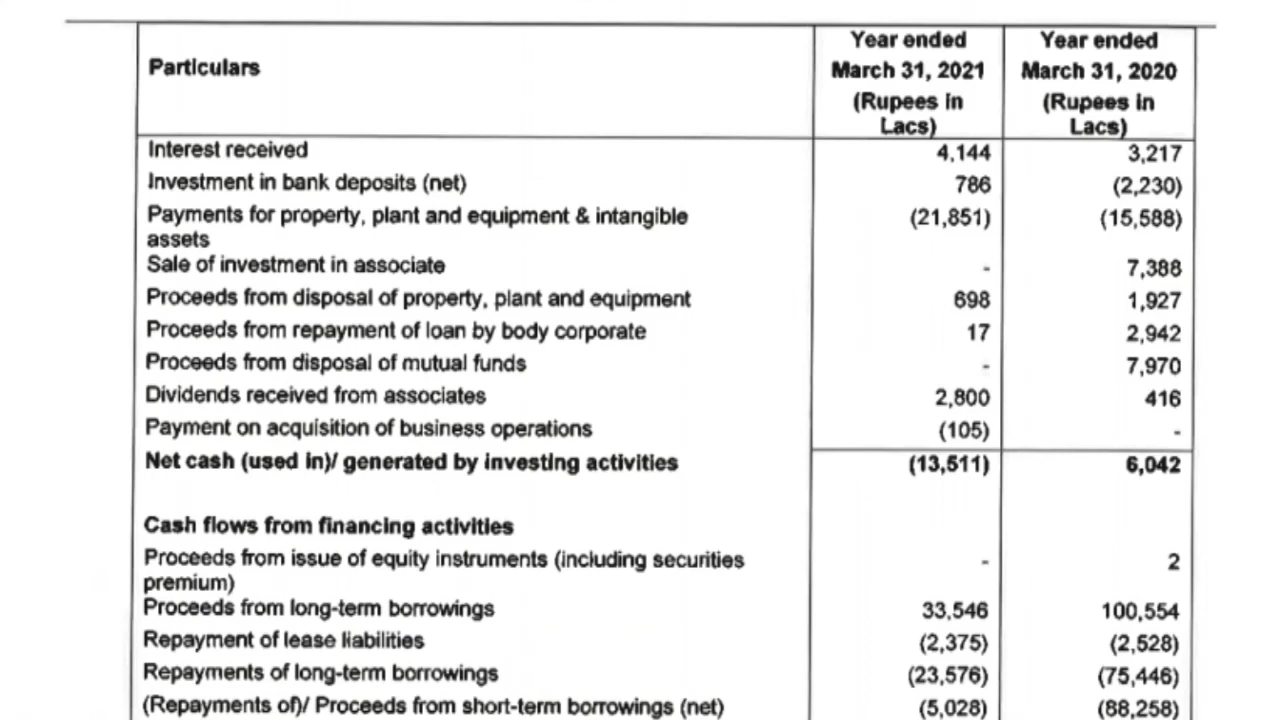 Particulars
Year ended March 31, 2021 (Rupees in Lacs)
Year ended March 31, 2020 (Rupees in Lacs)
Interest received 4,144 3,217
Investment in bank deposits (net) 786 (2,230)
Payments for property, plant and equipment & intangible assets (21,851) (15,588)
Sale of investment in associate - 7,388
Proceeds from disposal of property, plant and equipment 698 1,927
Proceeds from repayment of loan by body corporate 17 2,942
Proceeds from disposal of mutual funds - 7,970
Dividends received from associates 2,800 416
Payment on acquisition of business operations (105) -
Net cash (used in)/ generated by investing activities (13,511) 6,042
Cash flows from financing activities
Proceeds from issue of equity instruments (including securities premium) - 2
Proceeds from long-term borrowings 33,546 100,554
Repayment of lease liabilities (2,375) (2,528)
Repayments of long-term borrowings (23,576) (75,446)
(Repayments of)/ Proceeds from short-term borrowings (net) (5,028) (88,258)